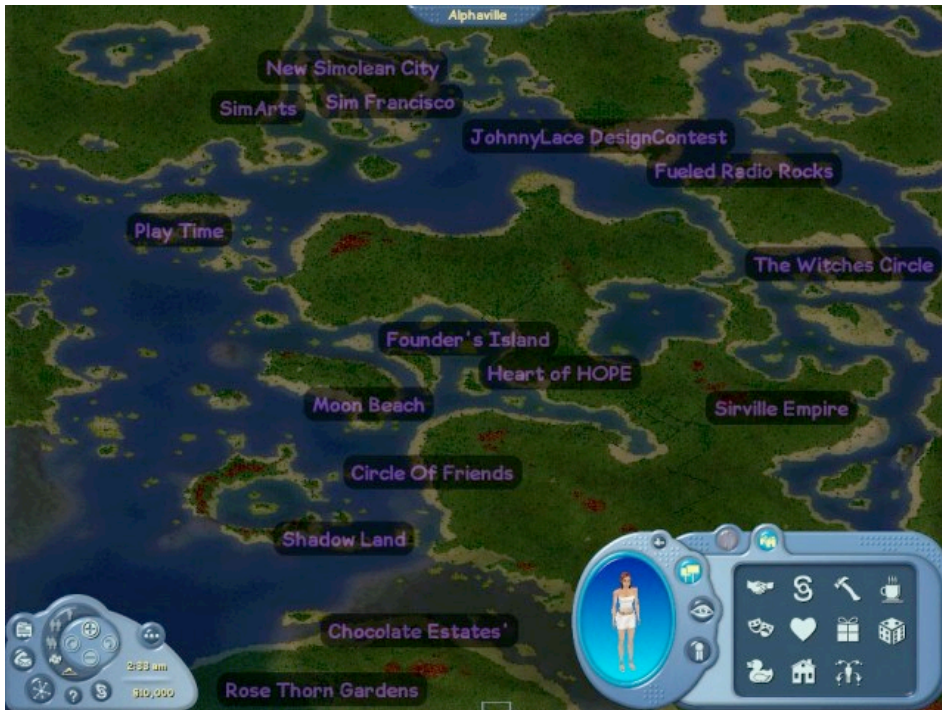 Alphaville
New Simolean City
SimArts
Sim Francisco
JohnnyLace DesignContest
Fueled Radio Rocks
Play Time
The Witches Circle
Founder's Island
Heart of HOPE
Moon Beach
Sirville Empire
Circle Of Friends
Shadow Land
Chocolate Estates'
2:33 am
§10,000
Rose Thorn Gardens